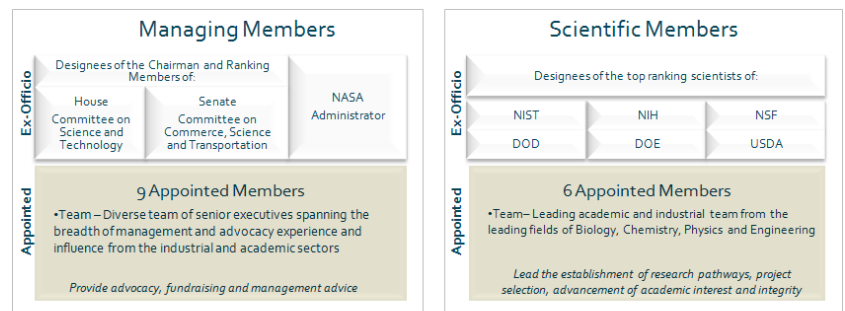 Managing Members
Ex-Officio
Designees of the Chairman and Ranking
Members of:
House
Committee on
Science and
Technology
Senate
Committee on
Commerce, Science
and Transportation
NASA
Administrator
Appointed
9 Appointed Members
•Team – Diverse team of senior executives spanning the
breadth of management and advocacy experience and
influence from the industrial and academic sectors
Provide advocacy, fundraising and management advice
Scientific Members
Ex-Officio
Designees of the top ranking scientists of:
NIST
NIH
NSF
DOD
DOE
USDA
Appointed
6 Appointed Members
•Team– Leading academic and industrial team from the
leading fields of Biology, Chemistry, Physics and Engineering
Lead the establishment of research pathways, project
selection, advancement of academic interest and integrity